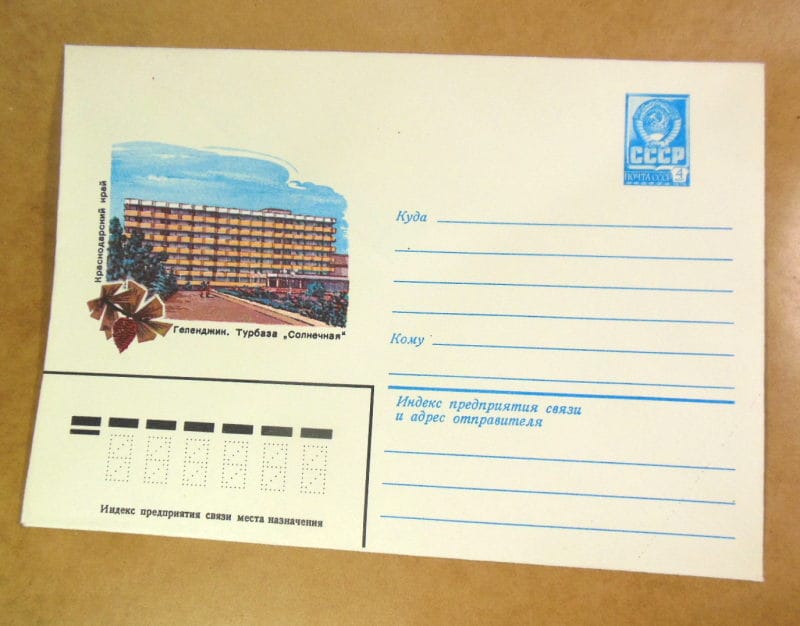 Краснодарский край
Геленджик. Турбаза „Солнечная“
СССР
ПОЧТА СССР 4
Куда
Кому
Индекс предприятия связи
и адрес отправителя
Индекс предприятия связи места назначения